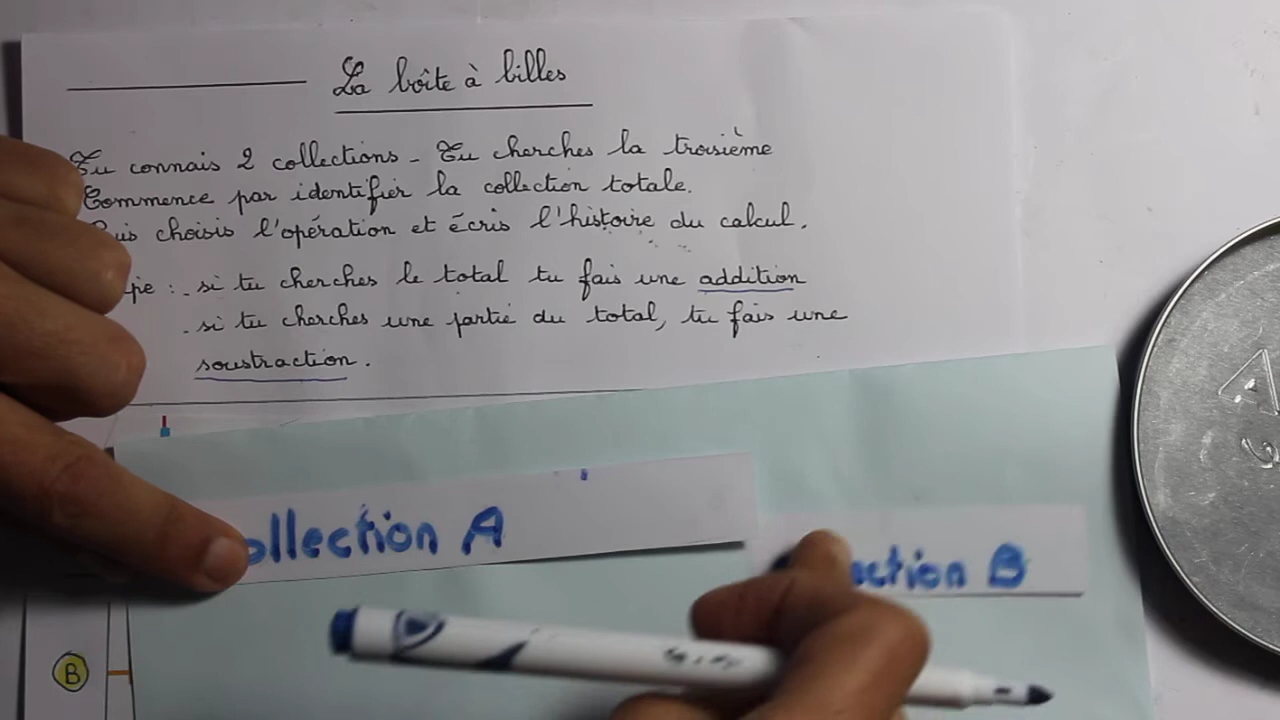 La boîte à billes
Tu connais 2 collections - Tu cherches la troisième
Commence par identifier la collection totale.
uis choisis l'opération et écris l'histoire du calcul.
pe : . si tu cherches le total tu fais une addition
. si tu cherches une partie du total, tu fais une
soustraction.
ollection A
ction B
B